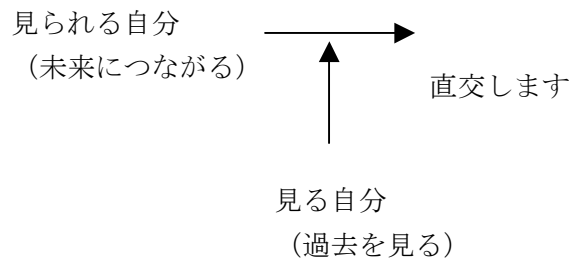 見られる自分
（未来につながる）
直交します
見る自分
（過去を見る）